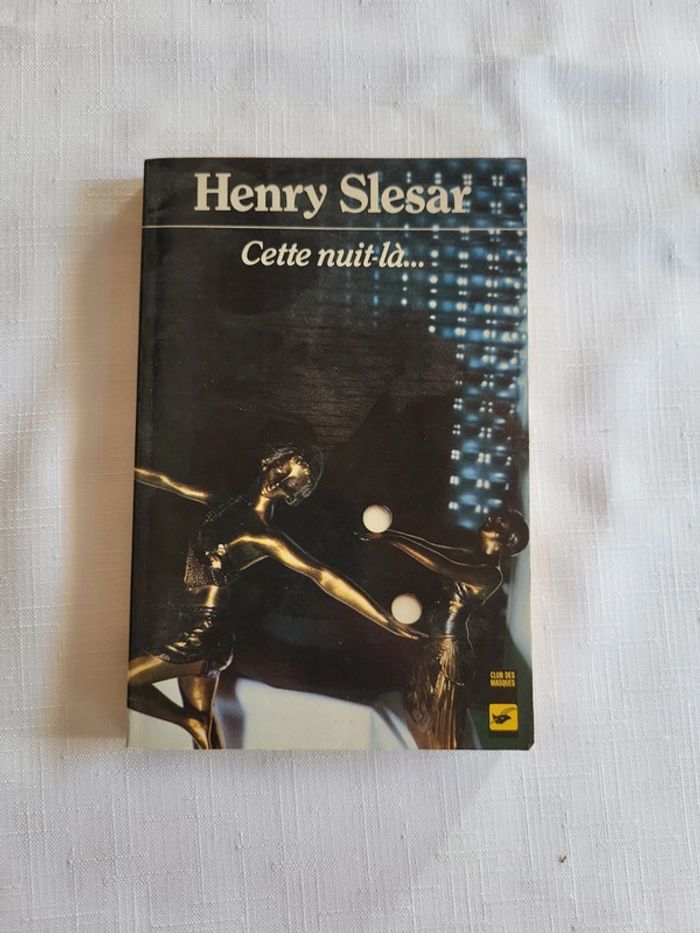 Henry Slesar
Cette nuit-là...
CLUB DES
MASQUES